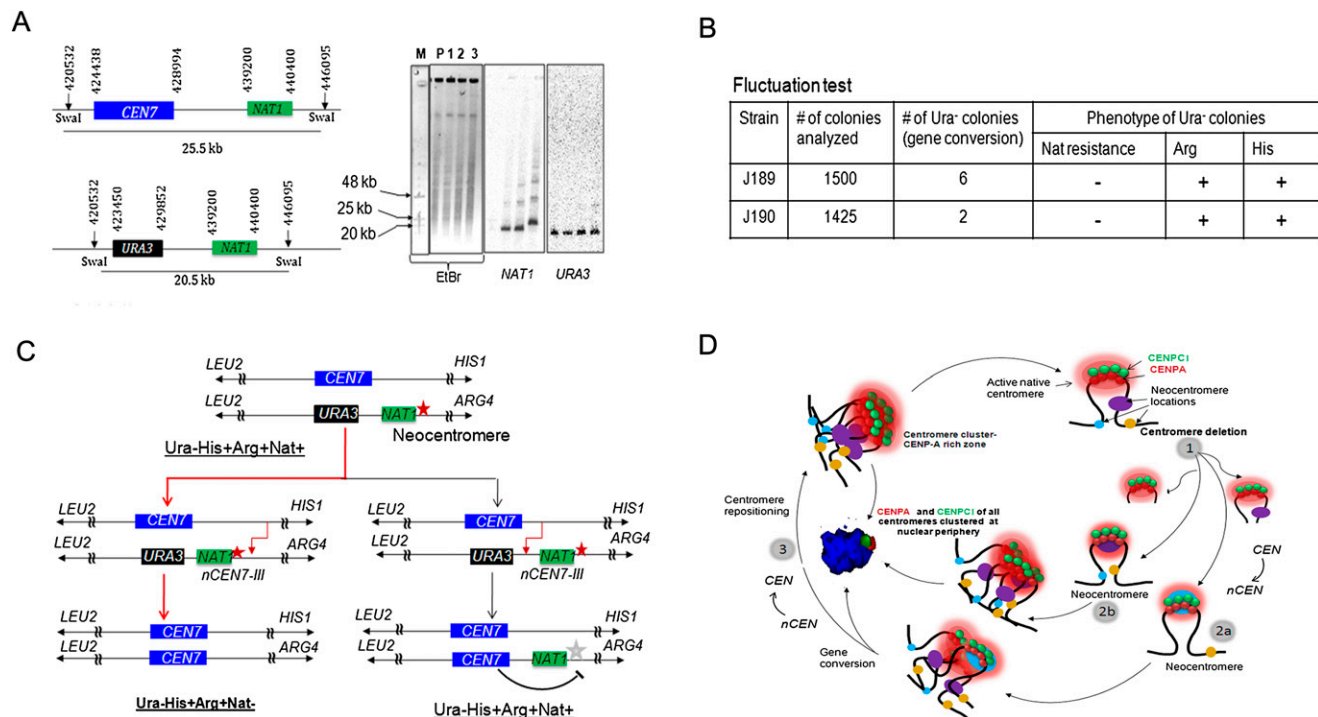 A
420532
424438
428994
439200
440400
446095
SwaI
CEN7
NAT1
SwaI
25.5 kb
420532
423450
429852
439200
440400
446095
SwaI
URA3
NAT1
SwaI
20.5 kb
M P 1 2 3
48 kb
25 kb
20 kb
EtBr
NAT1
URA3
B
Fluctuation test
Strain
# of colonies analyzed
# of Ura- colonies (gene conversion)
Phenotype of Ura- colonies
Nat resistance
Arg
His
J189 1500 6 - + +
J190 1425 2 - + +
C
LEU2 HIS1
CEN7
LEU2 ARG4
URA3 NAT1
Neocentromere
Ura-His+Arg+Nat+
LEU2 HIS1
CEN7
LEU2 ARG4
URA3 NAT1
nCEN7-III
LEU2 HIS1
CEN7
LEU2 ARG4
URA3 NAT1
nCEN7-III
LEU2 HIS1
CEN7
LEU2 ARG4
CEN7
Ura-His+Arg+Nat-
LEU2 HIS1
CEN7
LEU2 ARG4
CEN7 NAT1
Ura-His+Arg+Nat+
D
CENPCI
CENPA
Active native
centromere
Neocentromere
locations
Centromere deletion
1
Centromere cluster-
CENP-A rich zone
Centromere
repositioning
CENPA and CENPCI of all
centromeres clustered at
nuclear periphery
3
CEN
nCEN
CEN
nCEN
Neocentromere
2b
2a
Neocentromere
Gene
conversion